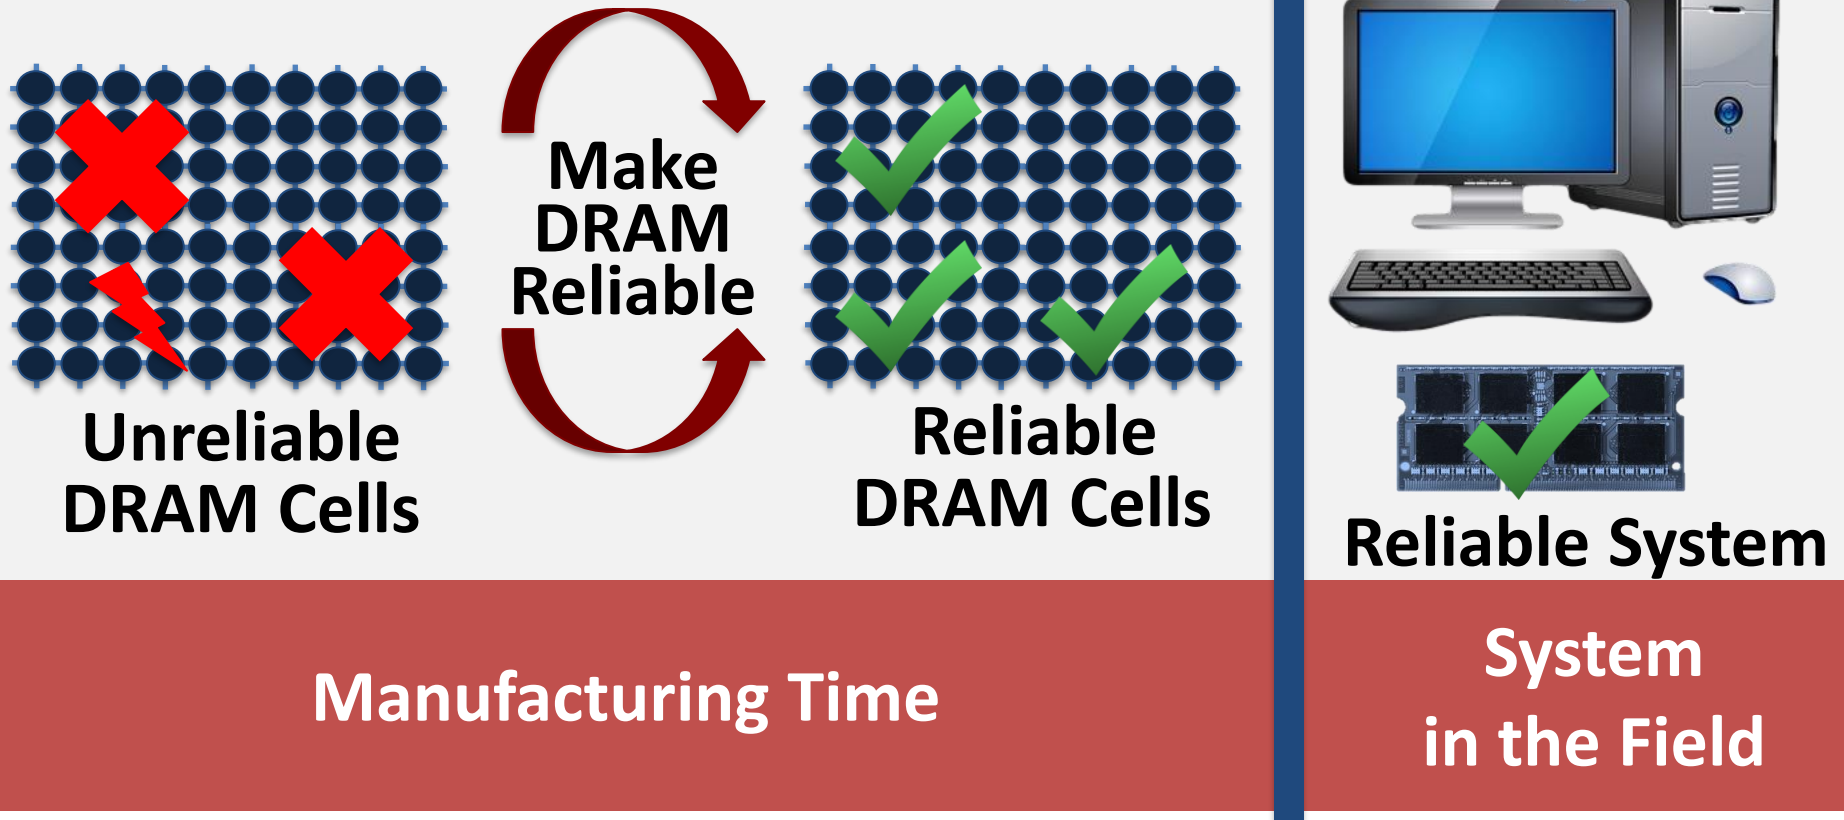 Make
DRAM
Reliable
Unreliable
DRAM Cells
Reliable
DRAM Cells
Reliable System
Manufacturing Time
System
in the Field